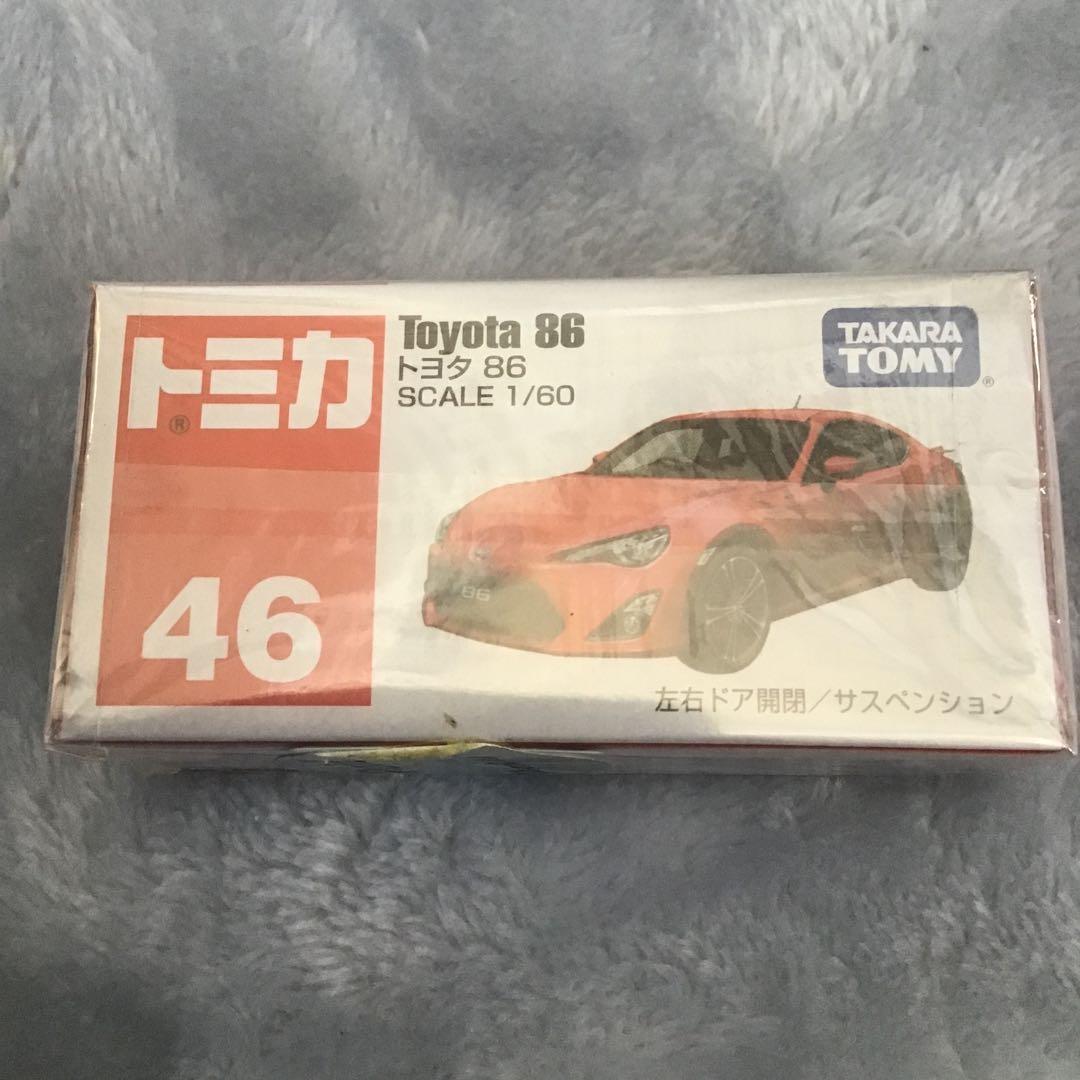 トミカ®
46
Toyota 86
トヨタ 86
SCALE 1/60
TAKARA
TOMY®
86
左右ドア開閉／サスペンション